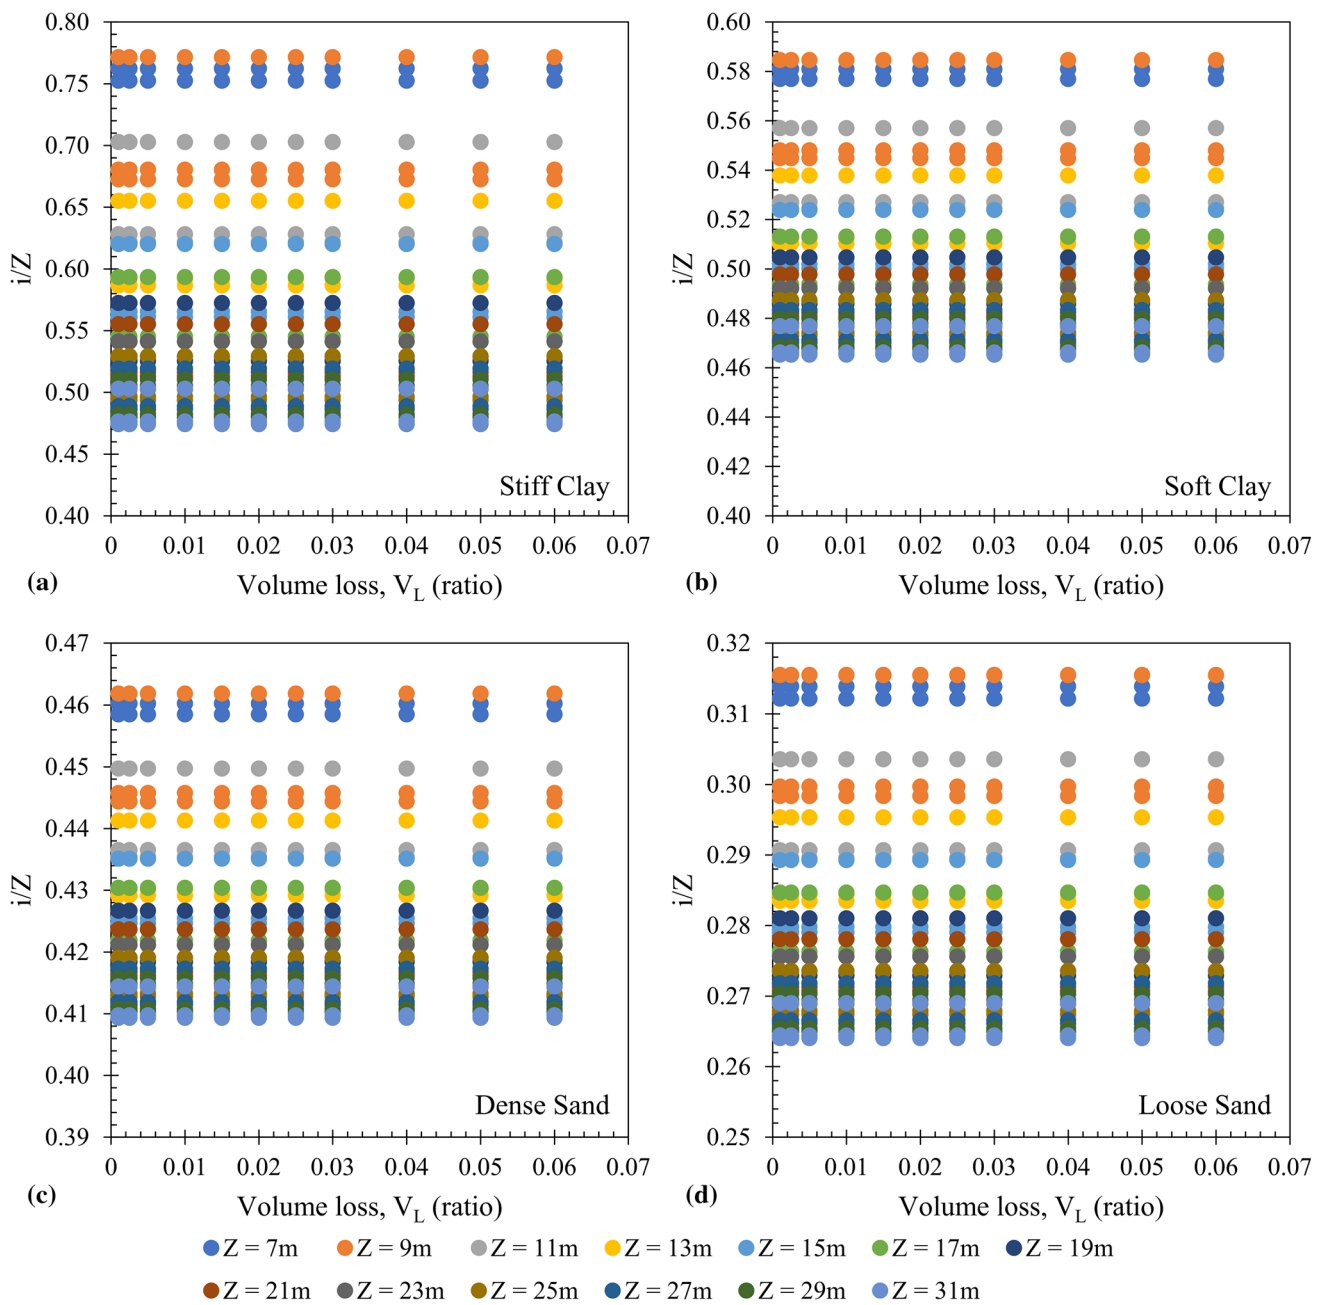 0.80
0.75
0.70
0.65
0.60
0.55
0.50
0.45
0.40
i/Z
Stiff Clay
0 0.01 0.02 0.03 0.04 0.05 0.06 0.07
(a) Volume loss, V_L (ratio)
0.60
0.58
0.56
0.54
0.52
0.50
0.48
0.46
0.44
0.42
0.40
i/Z
Soft Clay
0 0.01 0.02 0.03 0.04 0.05 0.06 0.07
(b) Volume loss, V_L (ratio)
0.47
0.46
0.45
0.44
0.43
0.42
0.41
0.40
0.39
i/Z
Dense Sand
0 0.01 0.02 0.03 0.04 0.05 0.06 0.07
(c) Volume loss, V_L (ratio)
0.32
0.31
0.30
0.29
0.28
0.27
0.26
0.25
i/Z
Loose Sand
0 0.01 0.02 0.03 0.04 0.05 0.06 0.07
(d) Volume loss, V_L (ratio)
Z = 7m Z = 9m Z = 11m Z = 13m Z = 15m Z = 17m Z = 19m
Z = 21m Z = 23m Z = 25m Z = 27m Z = 29m Z = 31m